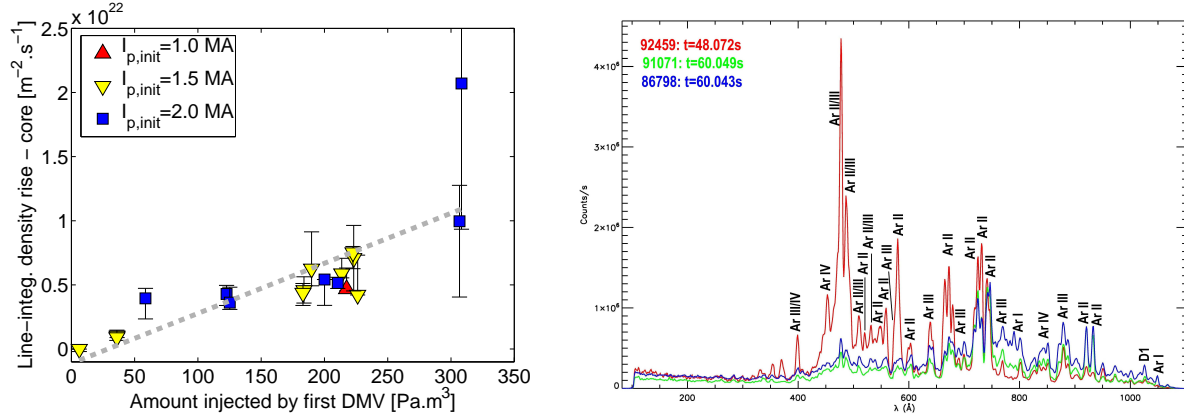 x 10^22
2.5
2
1.5
1
0.5
0
Line-integ. density rise - core [m^-2.s^-1]
I_p,init=1.0 MA
I_p,init=1.5 MA
I_p,init=2.0 MA
0 50 100 150 200 250 300 350
Amount injected by first DMV [Pa.m^3]
92459: t=48.072s
91071: t=60.049s
86798: t=60.043s
4×10^6
3×10^6
2×10^6
1×10^6
0
Counts/s
Ar III/IV
Ar IV
Ar II/III
Ar II/III
Ar II/III
Ar II
Ar II/III
Ar II
Ar III
Ar II
Ar II
Ar III
Ar II
Ar III
Ar II
Ar II
Ar II
Ar III
Ar I
Ar IV
Ar III
Ar II
Ar II
D1
Ar I
200 400 600 800 1000
λ (Å)